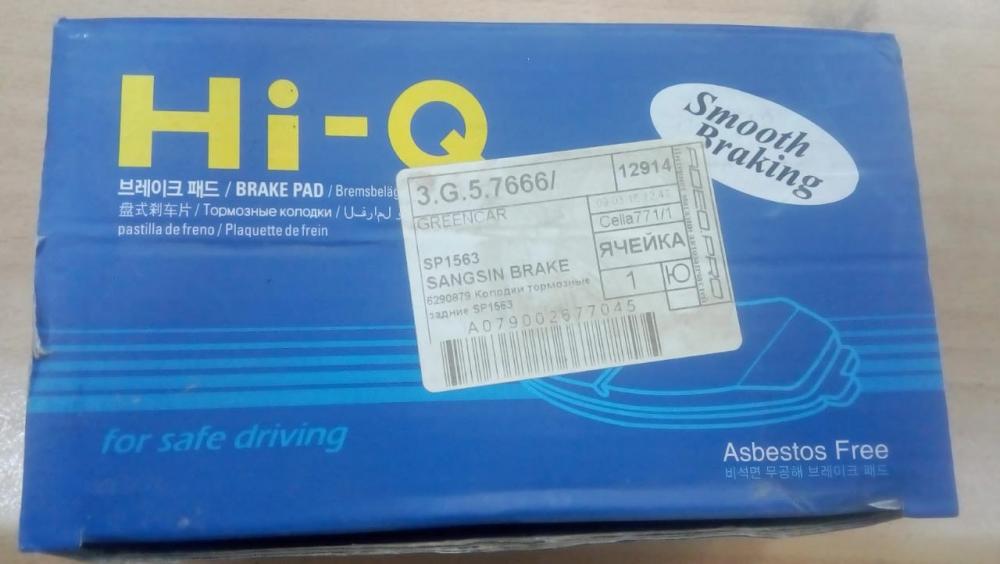 Hi-Q
Smooth
Braking
브레이크 패드 / BRAKE PAD / Bremsbeläg
盘式刹车片 / Тормозные колодки /
pastilla de freno / Plaquette de frein
3.G.5.7666/
12914
GREENCAR
Cella771/1
SP1563
SANGSIN BRAKE
ЯЧЕЙКА
6290879 Колодки тормозные
задние SP1563
1
Ю
A079002677045
for safe driving
Asbestos Free
비석면 무공해 브레이크 패드